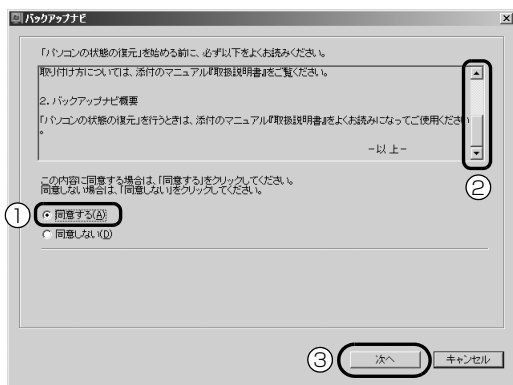 バックアップナビ
「パソコンの状態の復元」を始める前に、必ず以下をよくお読みください。
取り付け方については、添付のマニュアル『取扱説明書』をご覧ください。
2. バックアップナビ概要
「パソコンの状態の復元」を行うときは、添付のマニュアル『取扱説明書』をよくお読みになってご使用ください
。
－以 上－
②
この内容に同意する場合は、「同意する」をクリックしてください。
同意しない場合は、「同意しない」をクリックしてください。
① 同意する(A)
同意しない(D)
③ 次へ キャンセル